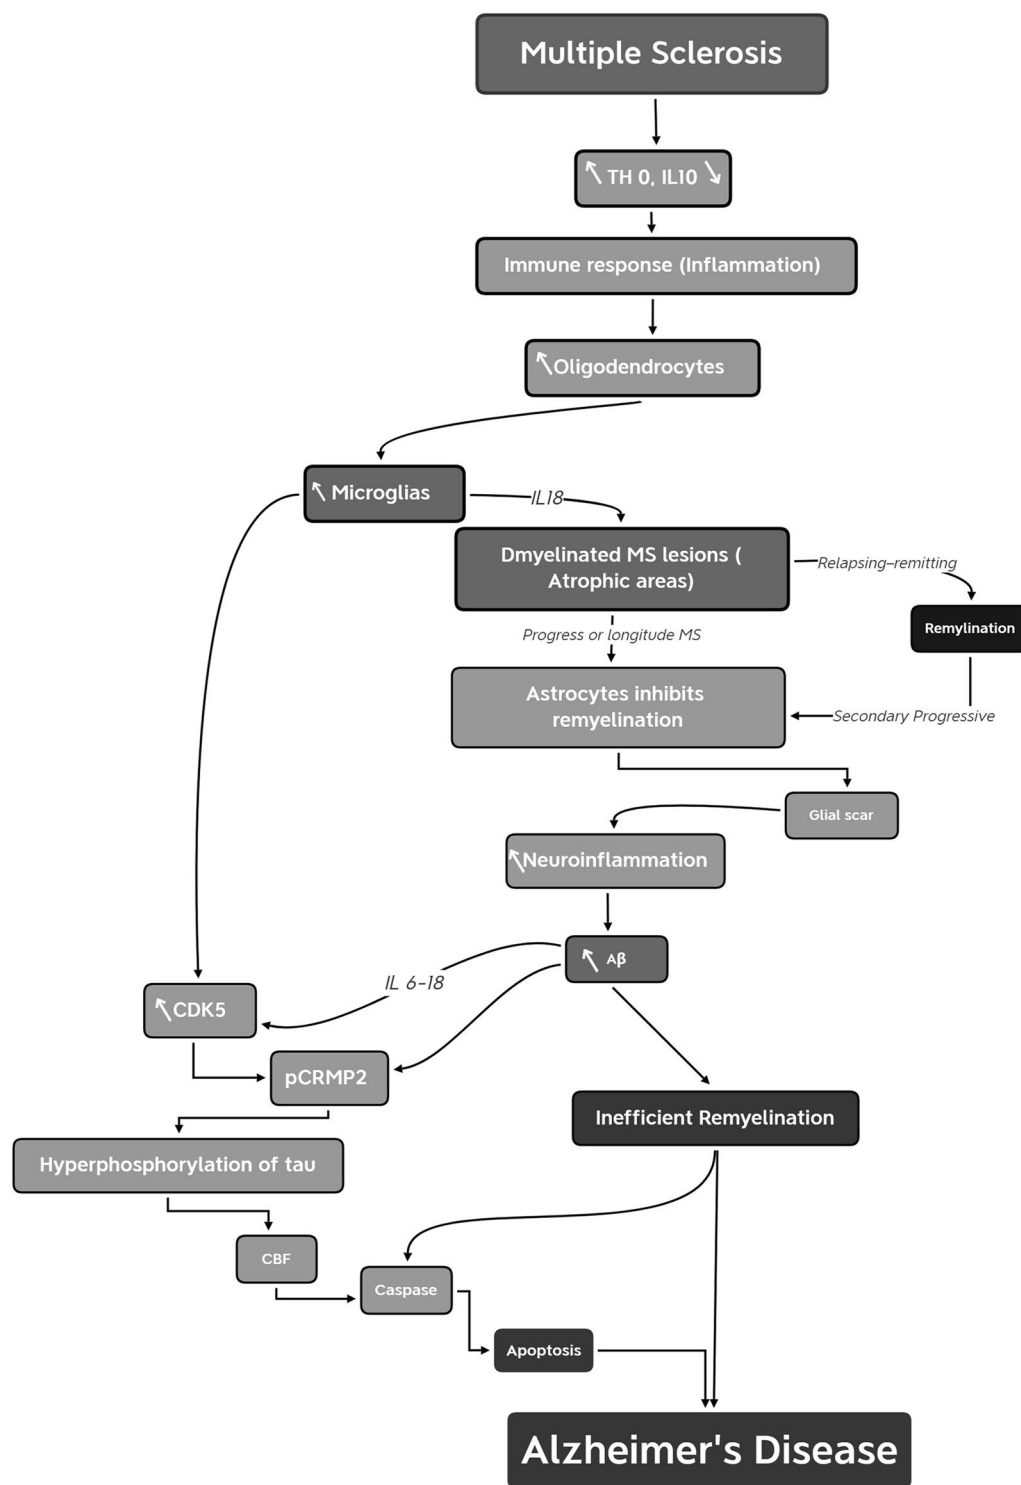 Multiple Sclerosis
↖ TH 0, IL10 ↘
Immune response (Inflammation)
↖Oligodendrocytes
↖ Microglias
IL18
Dmyelinated MS lesions (
Atrophic areas)
Relapsing–remitting
Remylination
Progress or longitude MS
Astrocytes inhibits
remyelination
Secondary Progressive
Glial scar
↖Neuroinflammation
↖ Aβ
IL 6-18
↖CDK5
pCRMP2
Inefficient Remyelination
Hyperphosphorylation of tau
CBF
Caspase
Apoptosis
Alzheimer's Disease